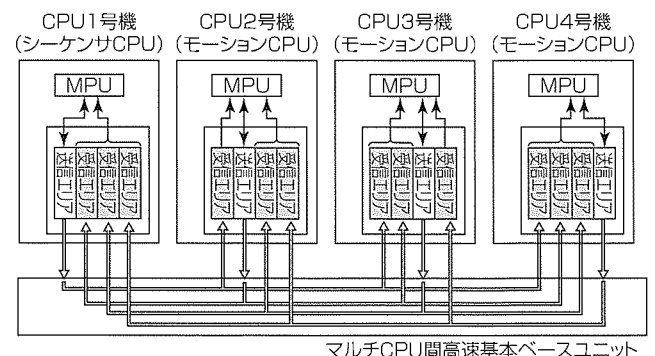 CPU1号機
(シーケンサCPU)
CPU2号機
(モーションCPU)
CPU3号機
(モーションCPU)
CPU4号機
(モーションCPU)
MPU
MPU
MPU
MPU
送信エリア
受信エリア
受信エリア
受信エリア
受信エリア
送信エリア
受信エリア
受信エリア
受信エリア
受信エリア
送信エリア
受信エリア
受信エリア
受信エリア
受信エリア
送信エリア
マルチCPU間高速基本ベースユニット